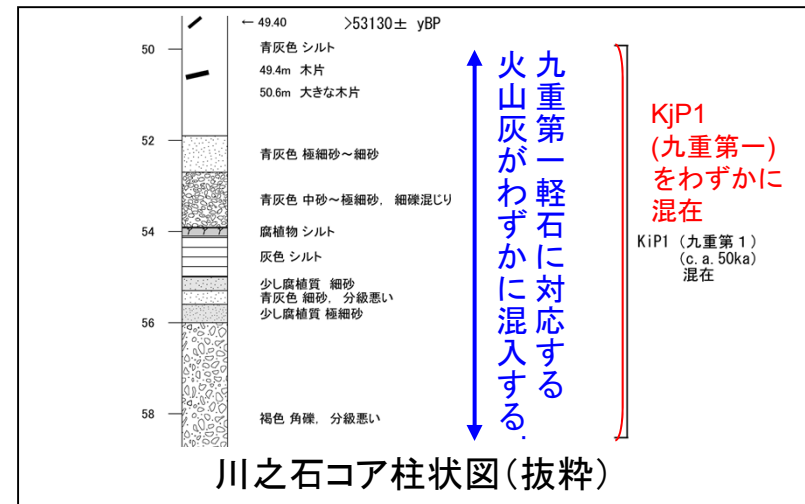 ← 49.40 >53130± yBP
50
青灰色 シルト
49.4m 木片
50.6m 大きな木片
52
青灰色 極細砂～細砂
青灰色 中砂～極細砂， 細礫混じり
54
腐植物 シルト
灰色 シルト
少し腐植質 細砂
青灰色 細砂， 分級悪い
少し腐植質 極細砂
56
58
褐色 角礫， 分級悪い
九重第一軽石に対応する
火山灰がわずかに混入する．
KjP1
(九重第一)
をわずかに
混在
KiP1 （九重第１）
(c.a.50ka)
混在
川之石コア柱状図（抜粋）